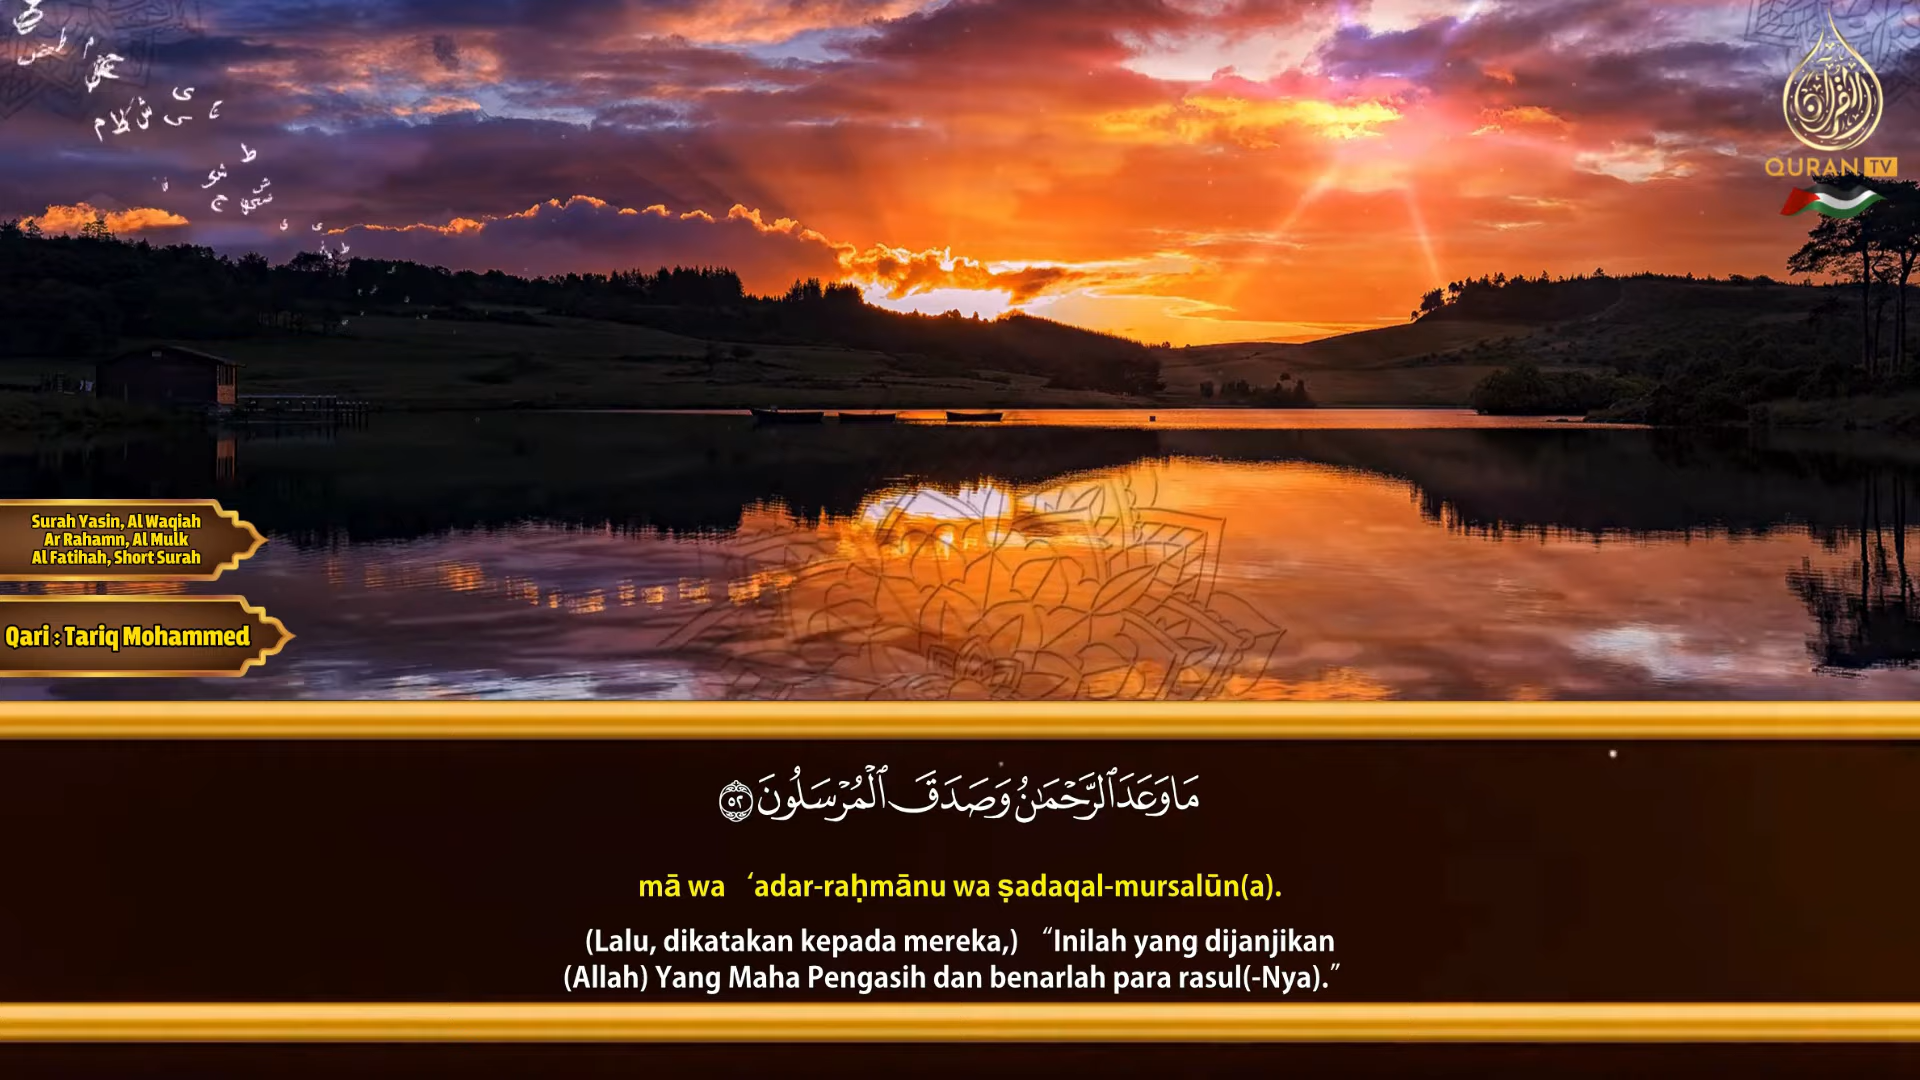 QURAN TV
Surah Yasin, Al Waqiah
Ar Rahamn, Al Mulk
Al Fatihah, Short Surah
Qari : Tariq Mohammed
مَا وَعَدَ ٱلرَّحْمَـٰنُ وَصَدَقَ ٱلْمُرْسَلُونَ ٥٢
mā wa ‘adar-raḥmānu wa ṣadaqal-mursalūn(a).
(Lalu, dikatakan kepada mereka,) “Inilah yang dijanjikan
(Allah) Yang Maha Pengasih dan benarlah para rasul(-Nya).”